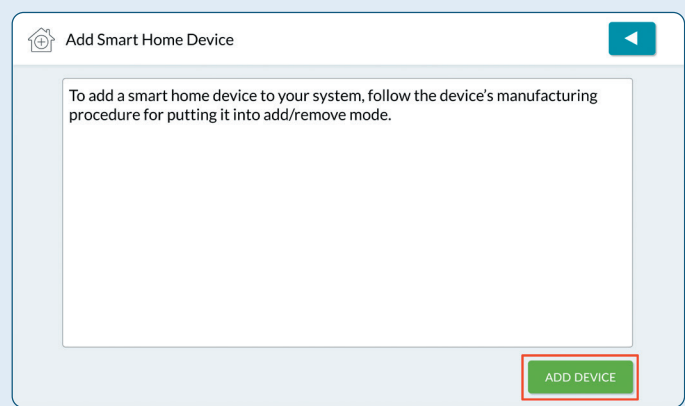 Add Smart Home Device
To add a smart home device to your system, follow the device's manufacturing
procedure for putting it into add/remove mode.
ADD DEVICE